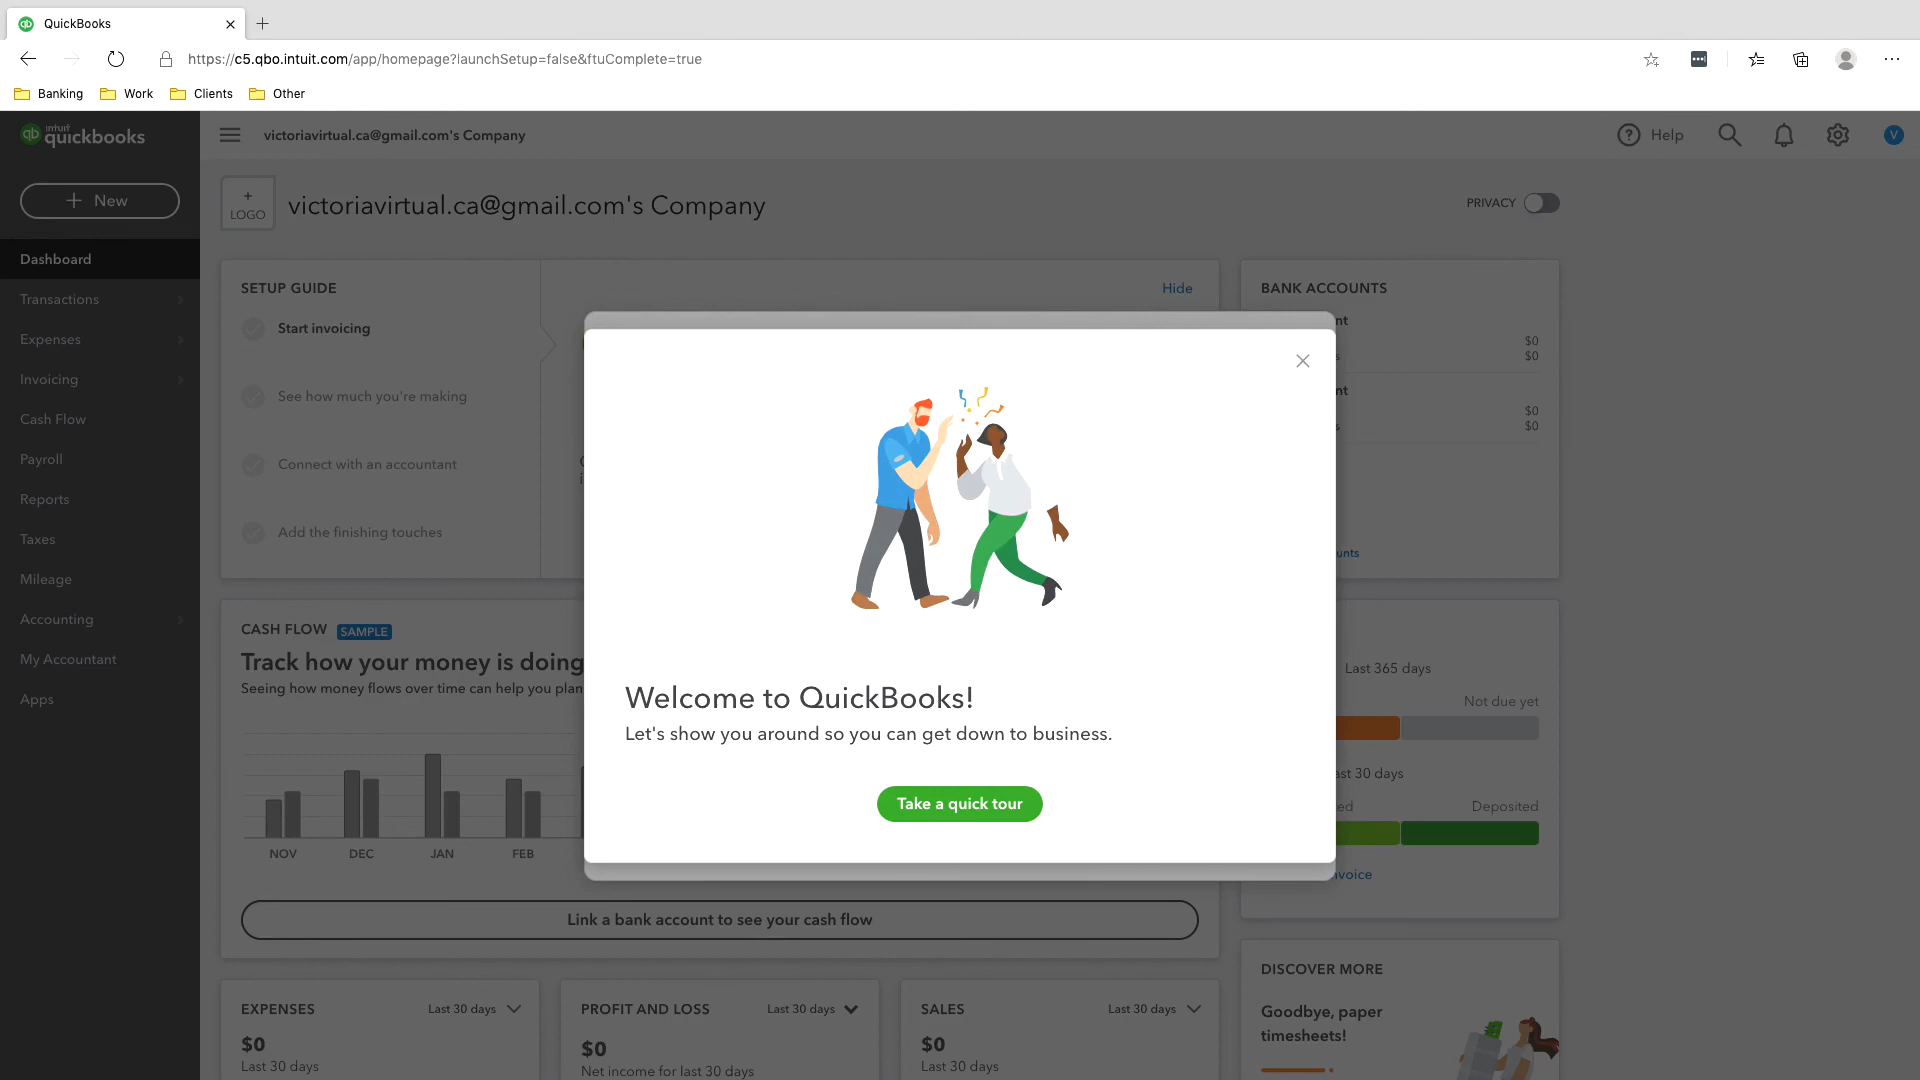 QuickBooks
https://c5.qbo.intuit.com/app/homepage?launchSetup=false&ftuComplete=true
Banking
Work
Clients
Other
intuit
quickbooks
victoriavirtual.ca@gmail.com's Company
Help
V
+ New
+
LOGO
victoriavirtual.ca@gmail.com's Company
PRIVACY
Dashboard
Transactions
Expenses
Invoicing
Cash Flow
Payroll
Reports
Taxes
Mileage
Accounting
My Accountant
Apps
SETUP GUIDE
Hide
Start invoicing
See how much you're making
Connect with an accountant
Add the finishing touches
BANK ACCOUNTS
nt
$0
s
$0
nt
$0
s
$0
unts
Welcome to QuickBooks!
Let's show you around so you can get down to business.
Take a quick tour
CASH FLOW SAMPLE
Track how your money is doing
Seeing how money flows over time can help you plan
NOV
DEC
JAN
FEB
Link a bank account to see your cash flow
Last 365 days
Not due yet
ast 30 days
ed
Deposited
nvoice
EXPENSES
Last 30 days
$0
Last 30 days
PROFIT AND LOSS
Last 30 days
$0
Net income for last 30 days
SALES
Last 30 days
$0
Last 30 days
DISCOVER MORE
Goodbye, paper
timesheets!